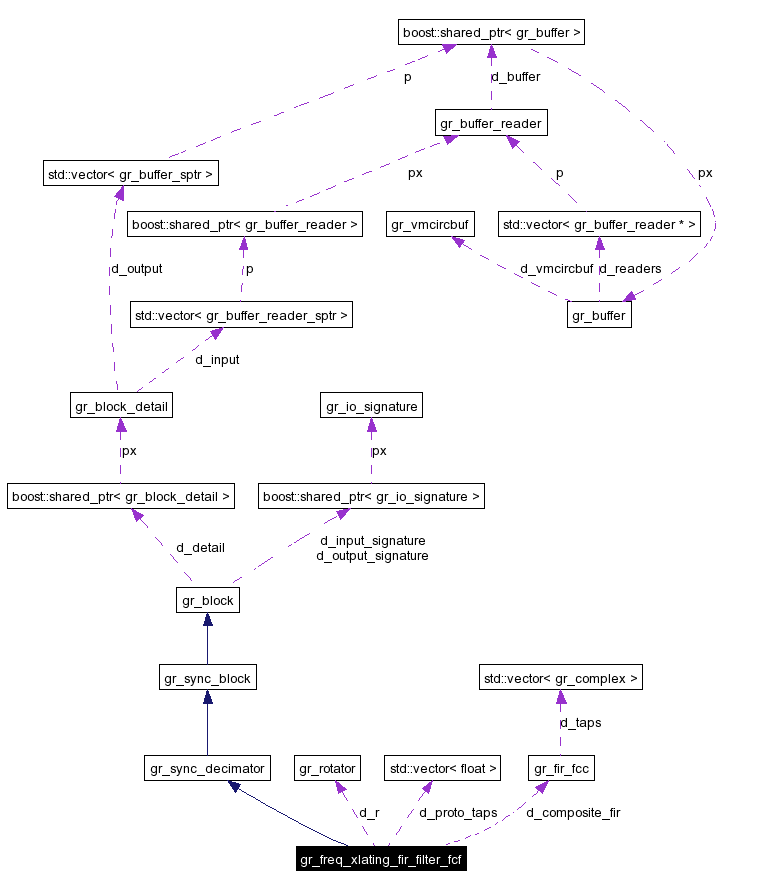 boost::shared_ptr< gr_buffer >
p
d_buffer
gr_buffer_reader
std::vector< gr_buffer_sptr >
px
p
px
boost::shared_ptr< gr_buffer_reader >
gr_vmcircbuf
std::vector< gr_buffer_reader * >
d_output
p
d_vmcircbuf
d_readers
std::vector< gr_buffer_reader_sptr >
gr_buffer
d_input
gr_block_detail
gr_io_signature
px
px
boost::shared_ptr< gr_block_detail >
boost::shared_ptr< gr_io_signature >
d_detail
d_input_signature
d_output_signature
gr_block
gr_sync_block
std::vector< gr_complex >
d_taps
gr_sync_decimator
gr_rotator
std::vector< float >
gr_fir_fcc
d_r
d_proto_taps
d_composite_fir
gr_freq_xlating_fir_filter_fcf